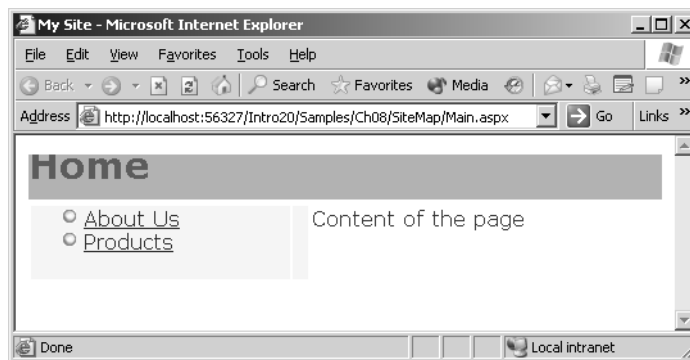 My Site - Microsoft Internet Explorer
File Edit View Favorites Tools Help
Back Search Favorites Media »
Address http://localhost:56327/Intro20/Samples/Ch08/SiteMap/Main.aspx Go Links »
Home
About Us Content of the page
Products
Done Local intranet